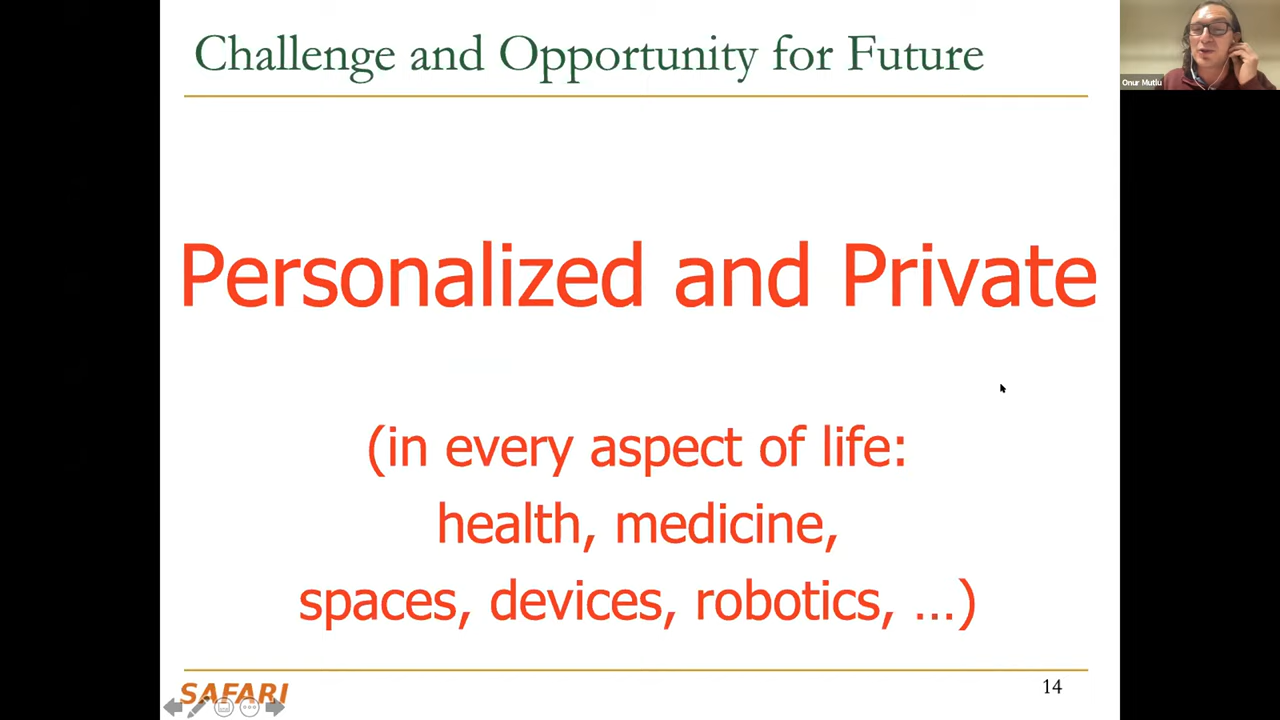 Challenge and Opportunity for Future
Onur Mutlu
Personalized and Private
(in every aspect of life:
health, medicine,
spaces, devices, robotics, ...)
SAFARI
14